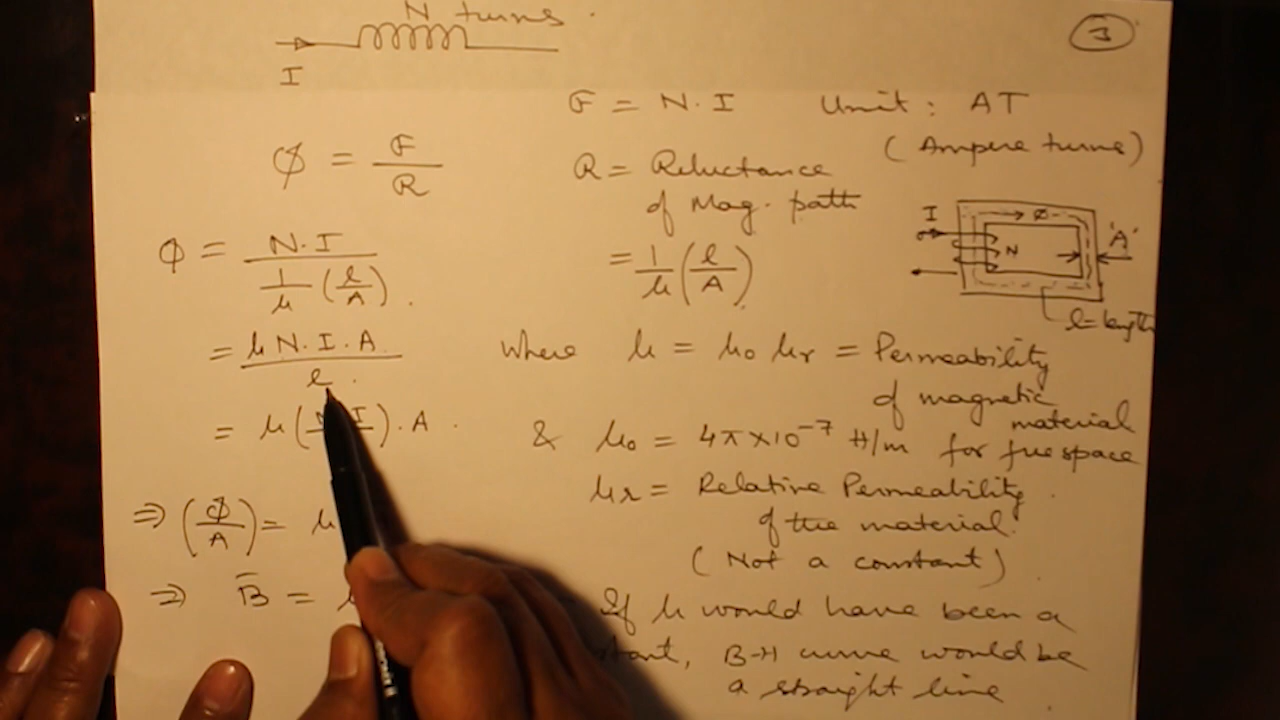 N turns.
I
3
F = N.I Unit : AT
(Ampere turns)
φ = F / R
R = Reluctance
of Mag. path
= 1/μ (l/A)
I φ N 'A'
l = length
φ = N.I / 1/μ (l/A).
= μ N.I.A / l.
where μ = μ₀ μr = Permeability
of magnetic
material
= μ ( I ) . A .
& μ₀ = 4π×10⁻⁷ H/m for free space
μr = Relative Permeability
of the material.
(Not a constant)
⇒ (φ/A) = μ
⇒ B̅ =
If μ would have been a
B-H curve would be
a straight line